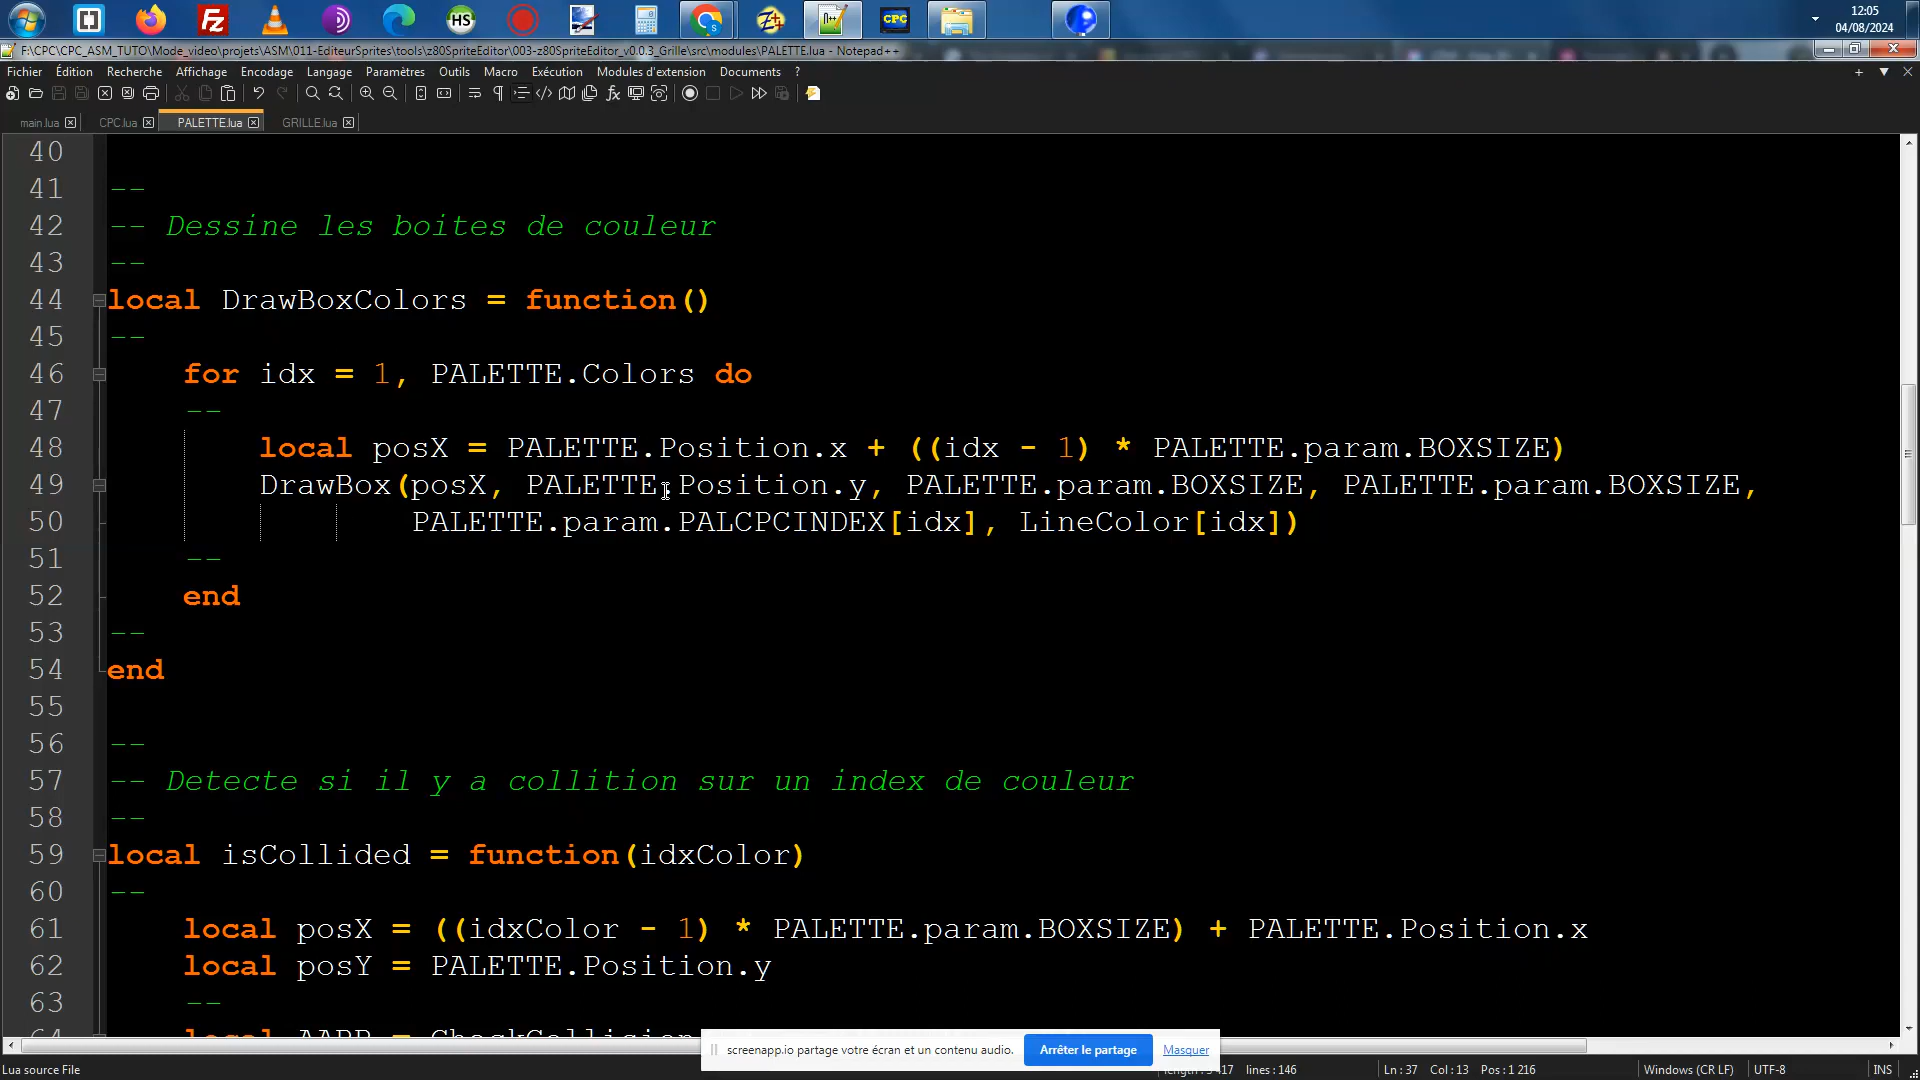 12:05
04/08/2024
F:\CPC\CPC_ASM_TUTO\Mode_video\projets\ASM\011-EditeurSprites\tools\z80SpriteEditor\003-z80SpriteEditor_v0.0.3_Grille\src\modules\PALETTE.lua - Notepad++
Fichier Édition Recherche Affichage Encodage Langage Paramètres Outils Macro Exécution Modules d'extension Documents ?
main.lua CPC.lua PALETTE.lua GRILLE.lua
40
41 --
42 -- Dessine les boites de couleur
43 --
44 local DrawBoxColors = function()
45 --
46 for idx = 1, PALETTE.Colors do
47 --
48 local posX = PALETTE.Position.x + ((idx - 1) * PALETTE.param.BOXSIZE)
49 DrawBox(posX, PALETTE.Position.y, PALETTE.param.BOXSIZE, PALETTE.param.BOXSIZE,
50 PALETTE.param.PALCPCINDEX[idx], LineColor[idx])
51 --
52 end
53 --
54 end
55
56 --
57 -- Detecte si il y a collition sur un index de couleur
58 --
59 local isCollided = function(idxColor)
60 --
61 local posX = ((idxColor - 1) * PALETTE.param.BOXSIZE) + PALETTE.Position.x
62 local posY = PALETTE.Position.y
63 --
screenapp.io partage votre écran et un contenu audio. Arrêter le partage Masquer
Lua source File lines : 146 Ln : 37 Col : 13 Pos : 1 216 Windows (CR LF) UTF-8 INS